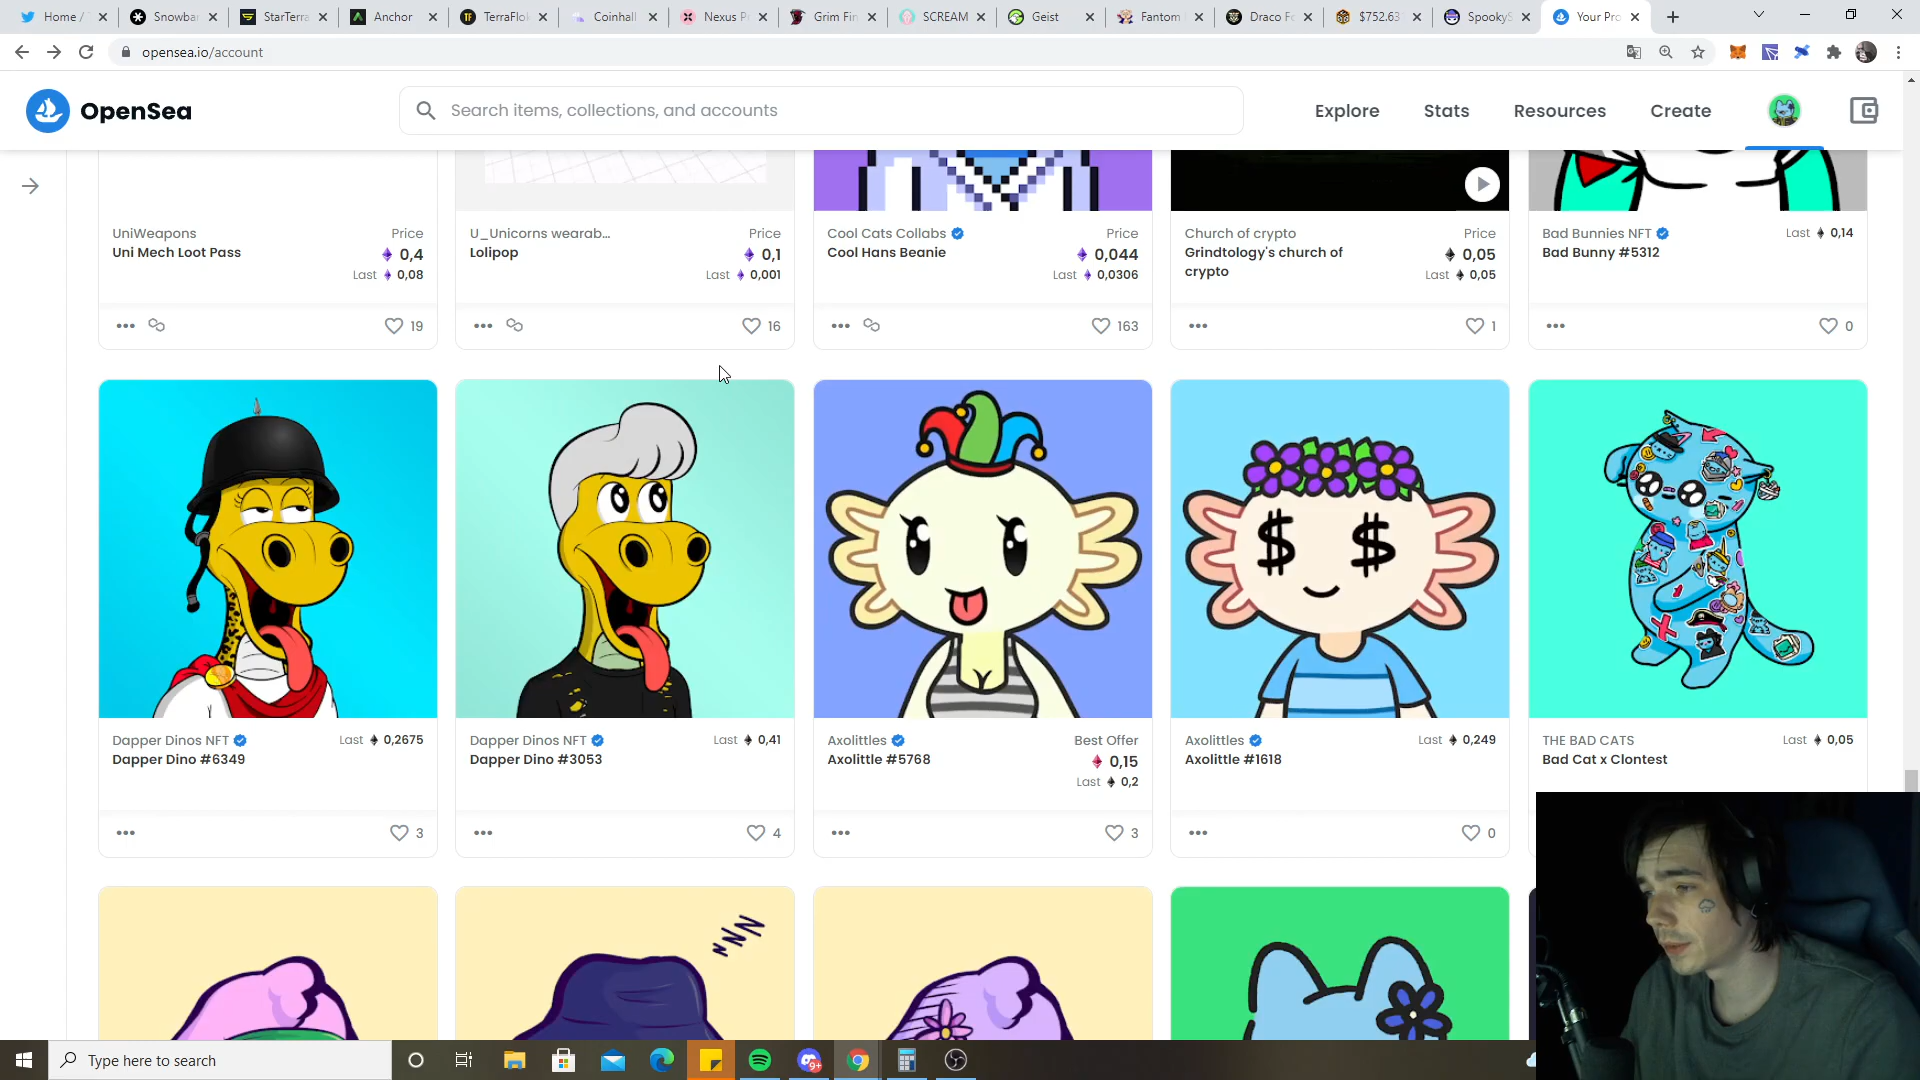 Home /
Snowba
StarTerra
Anchor
TerraFlo
Coinhall
Nexus P
Grim Fin
SCREAM
Geist
Fantom
Draco Fo
$752.63
SpookyS
Your Pro
opensea.io/account
OpenSea
Search items, collections, and accounts
Explore
Stats
Resources
Create
UniWeapons
Price
Uni Mech Loot Pass
0,4
Last 0,08
19
U_Unicorns wearab...
Price
Lolipop
0,1
Last 0,001
16
Cool Cats Collabs
Price
Cool Hans Beanie
0,044
Last 0,0306
163
Church of crypto
Price
Grindtology's church of
crypto
0,05
Last 0,05
1
Bad Bunnies NFT
Last 0,14
Bad Bunny #5312
0
Dapper Dinos NFT
Last 0,2675
Dapper Dino #6349
3
Dapper Dinos NFT
Last 0,41
Dapper Dino #3053
4
Axolittles
Best Offer
Axolittle #5768
0,15
Last 0,2
3
$ $
Axolittles
Last 0,249
Axolittle #1618
0
THE BAD CATS
Last 0,05
Bad Cat x Clontest
NNN
Type here to search
9+